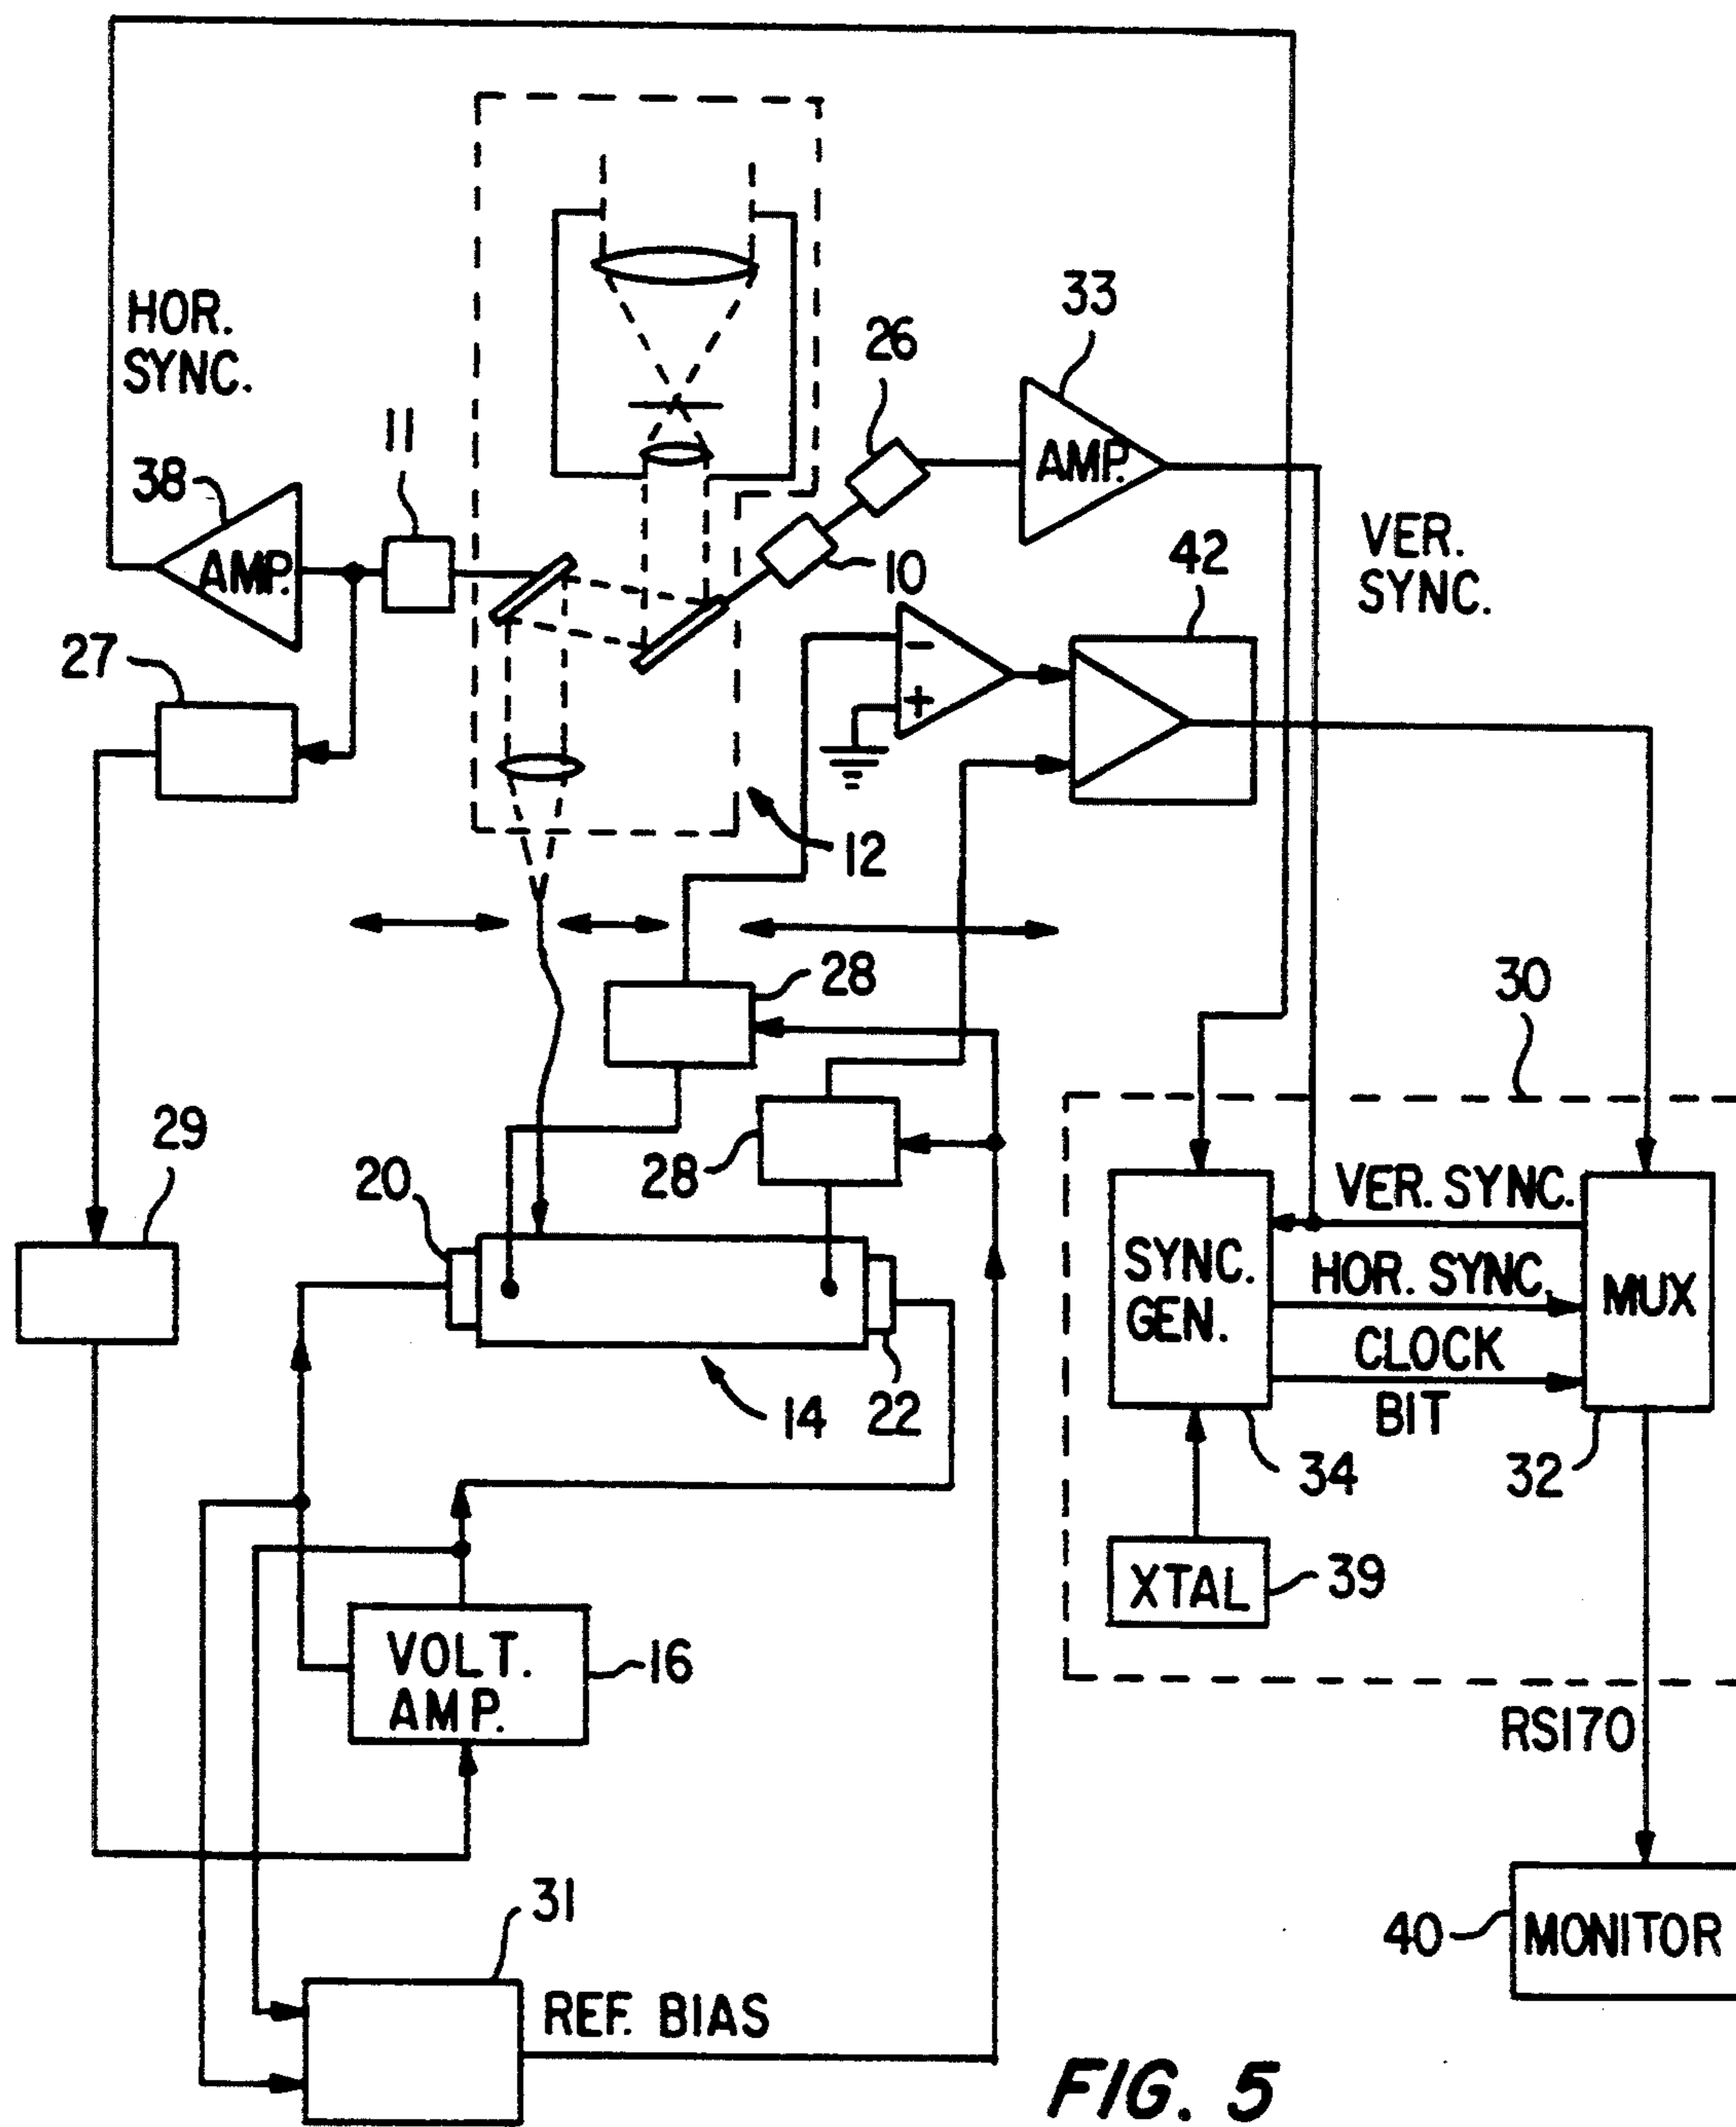 HOR.
SYNC.
33
26
11
38
AMP.
AMP.
10
VER.
SYNC.
42
27
−
+
12
28
30
29
20
28
VER. SYNC.
SYNC.
GEN.
HOR. SYNC.
MUX
CLOCK
BIT
14
22
34
32
XTAL
39
VOLT.
AMP.
16
RS170
31
40
MONITOR
REF. BIAS
FIG. 5